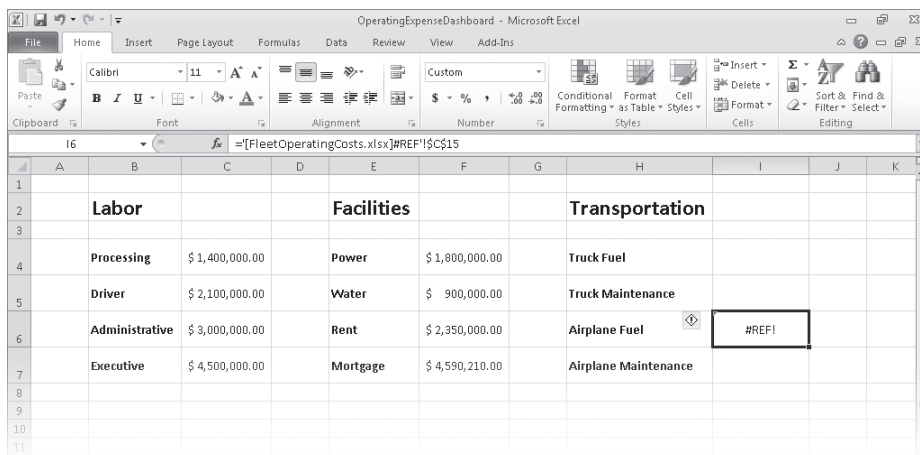 OperatingExpenseDashboard - Microsoft Excel
File Home Insert Page Layout Formulas Data Review View Add-Ins
Paste
Calibri 11 A A
B I U A
Custom
$ % , .0 .00 .00 .0
Conditional Formatting
Format as Table
Cell Styles
Insert
Delete
Format
Σ
Sort & Filter
Find & Select
Clipboard Font Alignment Number Styles Cells Editing
I6 fx ='[FleetOperatingCosts.xlsx]#REF'!$C$15
A B C D E F G H I J K
1
2 Labor Facilities Transportation
3
4 Processing $ 1,400,000.00 Power $ 1,800,000.00 Truck Fuel
5 Driver $ 2,100,000.00 Water $ 900,000.00 Truck Maintenance
6 Administrative $ 3,000,000.00 Rent $ 2,350,000.00 Airplane Fuel #REF!
7 Executive $ 4,500,000.00 Mortgage $ 4,590,210.00 Airplane Maintenance
8
9
10
11